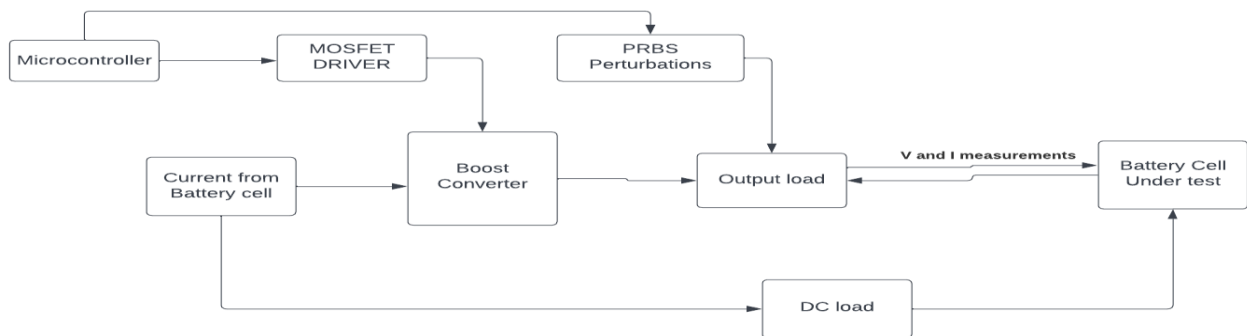 Microcontroller
MOSFET
DRIVER
PRBS
Perturbations
Current from
Battery cell
Boost
Converter
Output load
V and I measurements
Battery Cell
Under test
DC load